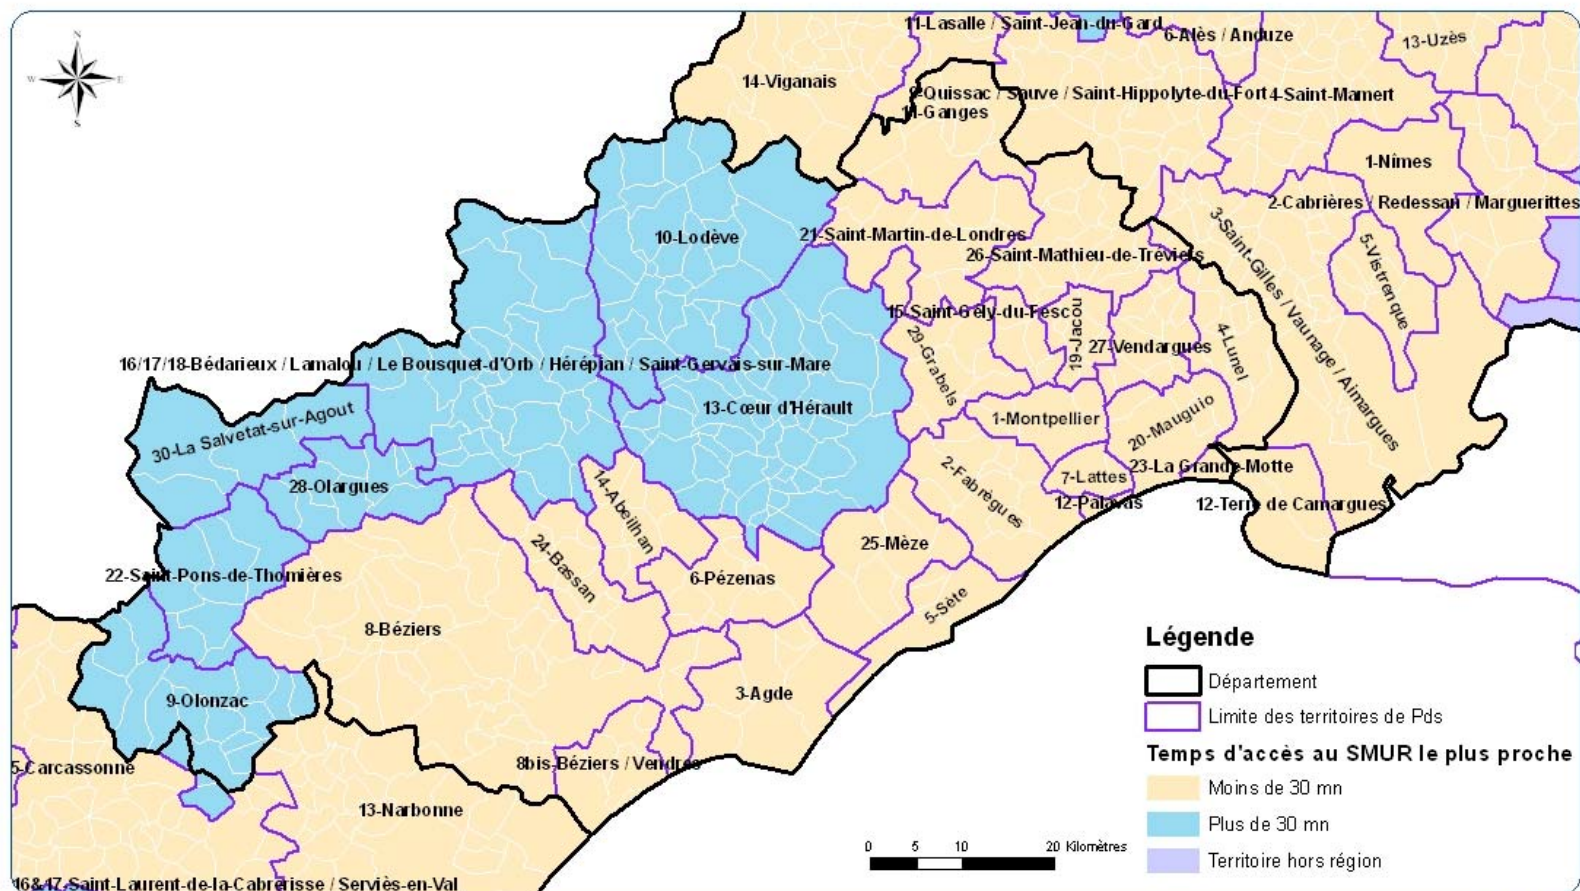 N
W
E
S
11-Lasalle / Saint-Jean-du-Gard
6-Alès / Anduze
13-Uzès
14-Viganais
9-Quissac / Sauve / Saint-Hippolyte-du-Fort
4-Saint-Mamert
11-Ganges
1-Nîmes
2-Cabrières / Redessan / Marguerittes
10-Lodève
21-Saint-Martin-de-Londres
26-Saint-Mathieu-de-Tréviers
3-Saint-Gilles / Vaunage / Aimargues
5-Vistrenque
15-Saint-Gély-du-Fesc
19-Jacou
27-Vendargues
4-Lunel
29-Grabels
16/17/18-Bédarieux / Lamalou / Le Bousquet-d'Orb / Hérépian / Saint-Gervais-sur-Mare
13-Cœur d'Hérault
30-La Salvetat-sur-Agout
1-Montpellier
20-Mauguio
28-Olargues
14-Abeilhan
2-Fabrègues
7-Lattes
23-La Grande-Motte
12-Palavas
12-Terre de Camargues
24-Bassan
25-Mèze
22-Saint-Pons-de-Thomières
6-Pézenas
5-Sète
8-Béziers
9-Olonzac
3-Agde
8bis-Béziers / Vendres
5-Carcassonne
13-Narbonne
16&17-Saint-Laurent-de-la-Cabrerisse / Serviès-en-Val
Légende
Département
Limite des territoires de Pds
Temps d'accès au SMUR le plus proche
Moins de 30 mn
Plus de 30 mn
Territoire hors région
0 5 10 20 Kilomètres